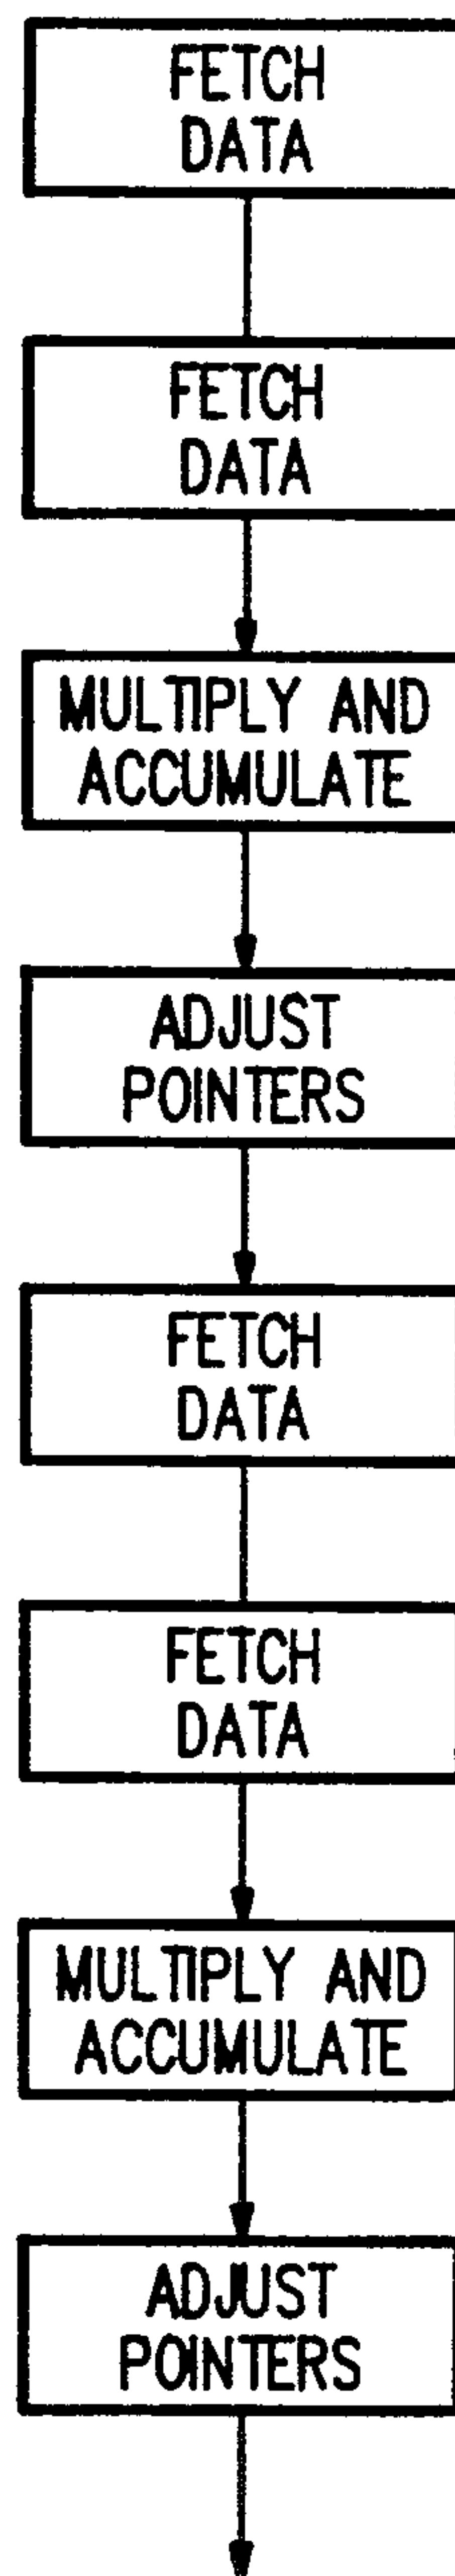 FETCH
DATA
FETCH
DATA
MULTIPLY AND
ACCUMULATE
ADJUST
POINTERS
FETCH
DATA
FETCH
DATA
MULTIPLY AND
ACCUMULATE
ADJUST
POINTERS